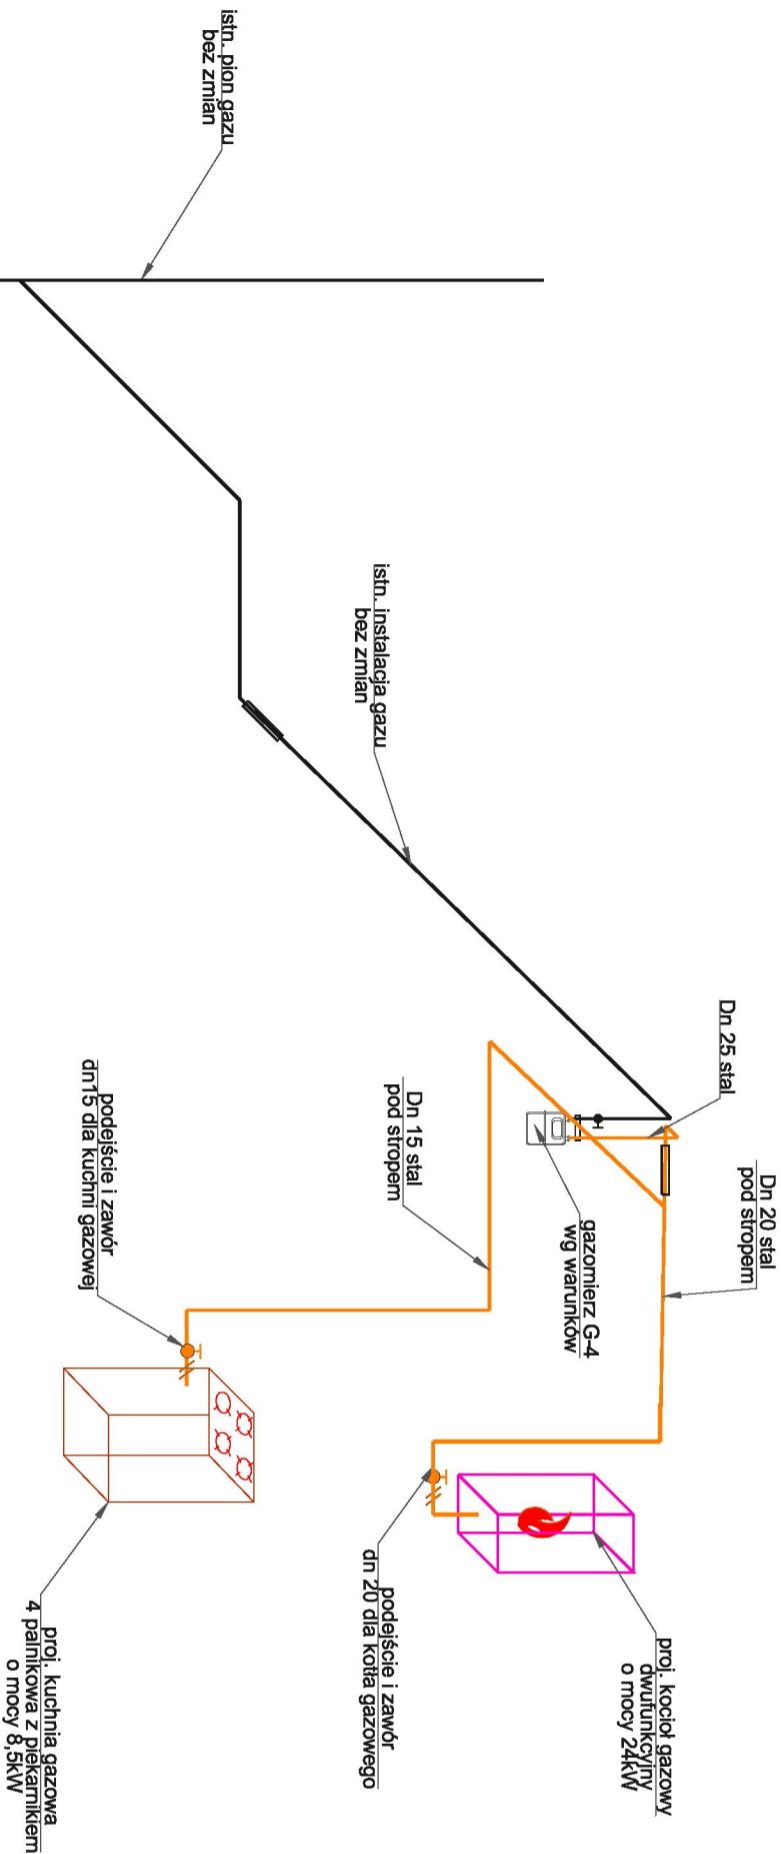 istn. pion gazu
bez zmian
istn. instalacja gazu
bez zmian
Dn 25 stal
Dn 20 stal
pod stropem
Dn 15 stal
pod stropem
gazomierz G-4
wg warunków
podejście i zawór
dn15 dla kuchni gazowej
podejście i zawór
dn 20 dla kotła gazowego
proj. kocioł gazowy
dwufunkcyjny
o mocy 24kW
proj. kuchnia gazowa
4 palnikowa z piekarnikiem
o mocy 8,5kW